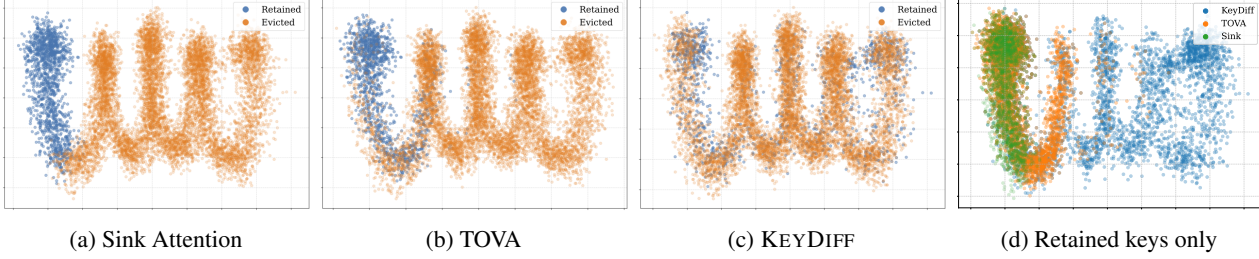 Retained
Evicted
Retained
Evicted
Retained
Evicted
KeyDiff
TOVA
Sink
(a) Sink Attention
(b) TOVA
(c) KEYDIFF
(d) Retained keys only